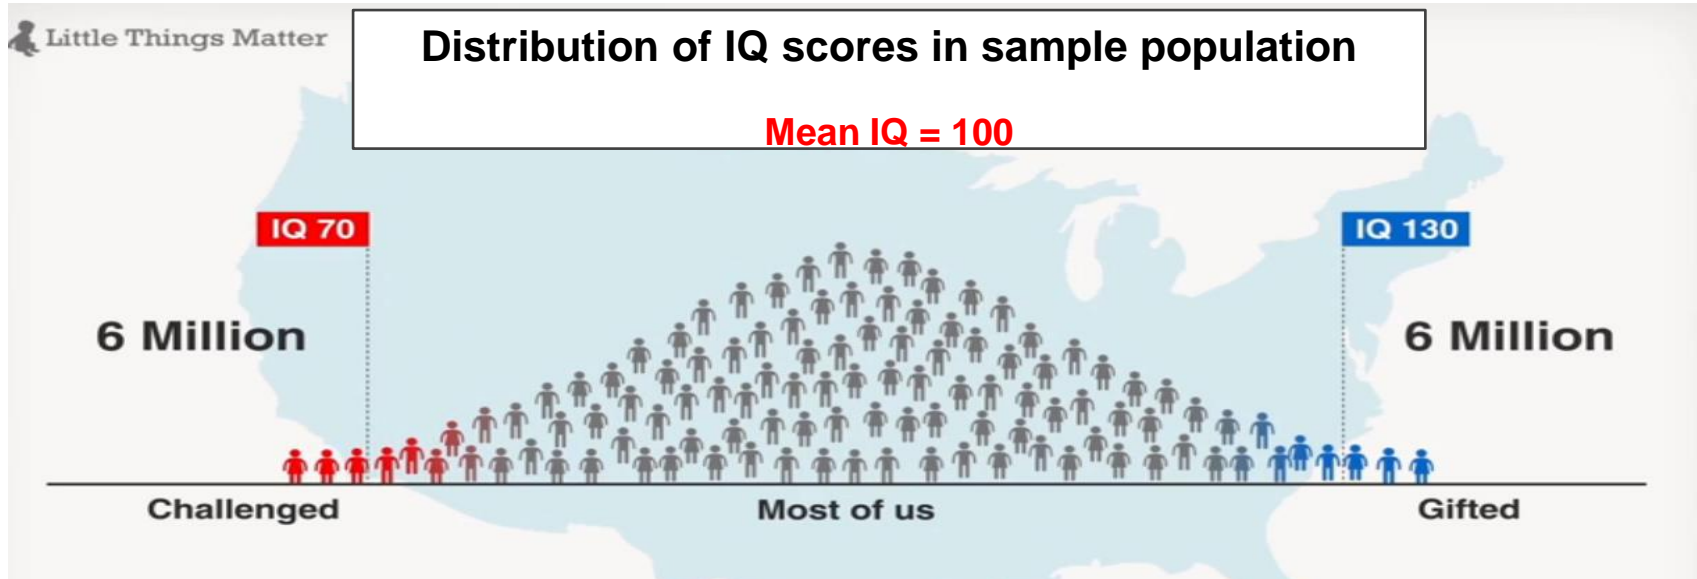 Little Things Matter
Distribution of IQ scores in sample population
Mean IQ = 100
IQ 70
IQ 130
6 Million
6 Million
Challenged
Most of us
Gifted